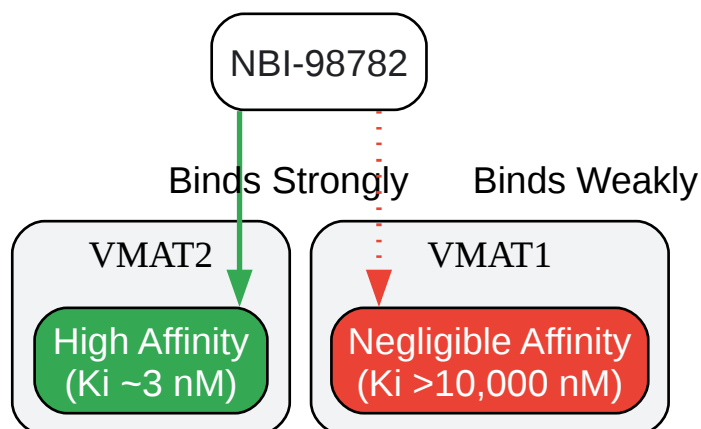 NBI-98782
Binds Strongly
Binds Weakly
VMAT2
VMAT1
High Affinity
(Ki ~3 nM)
Negligible Affinity
(Ki >10,000 nM)